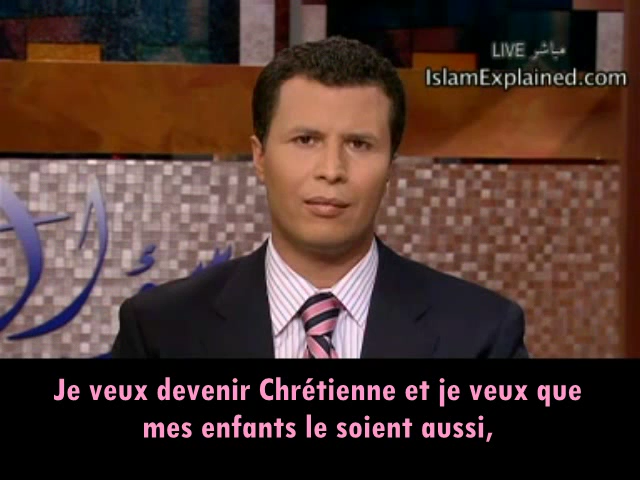 LIVE مباشر
IslamExplained.com
Je veux devenir Chrétienne et je veux que
mes enfants le soient aussi,